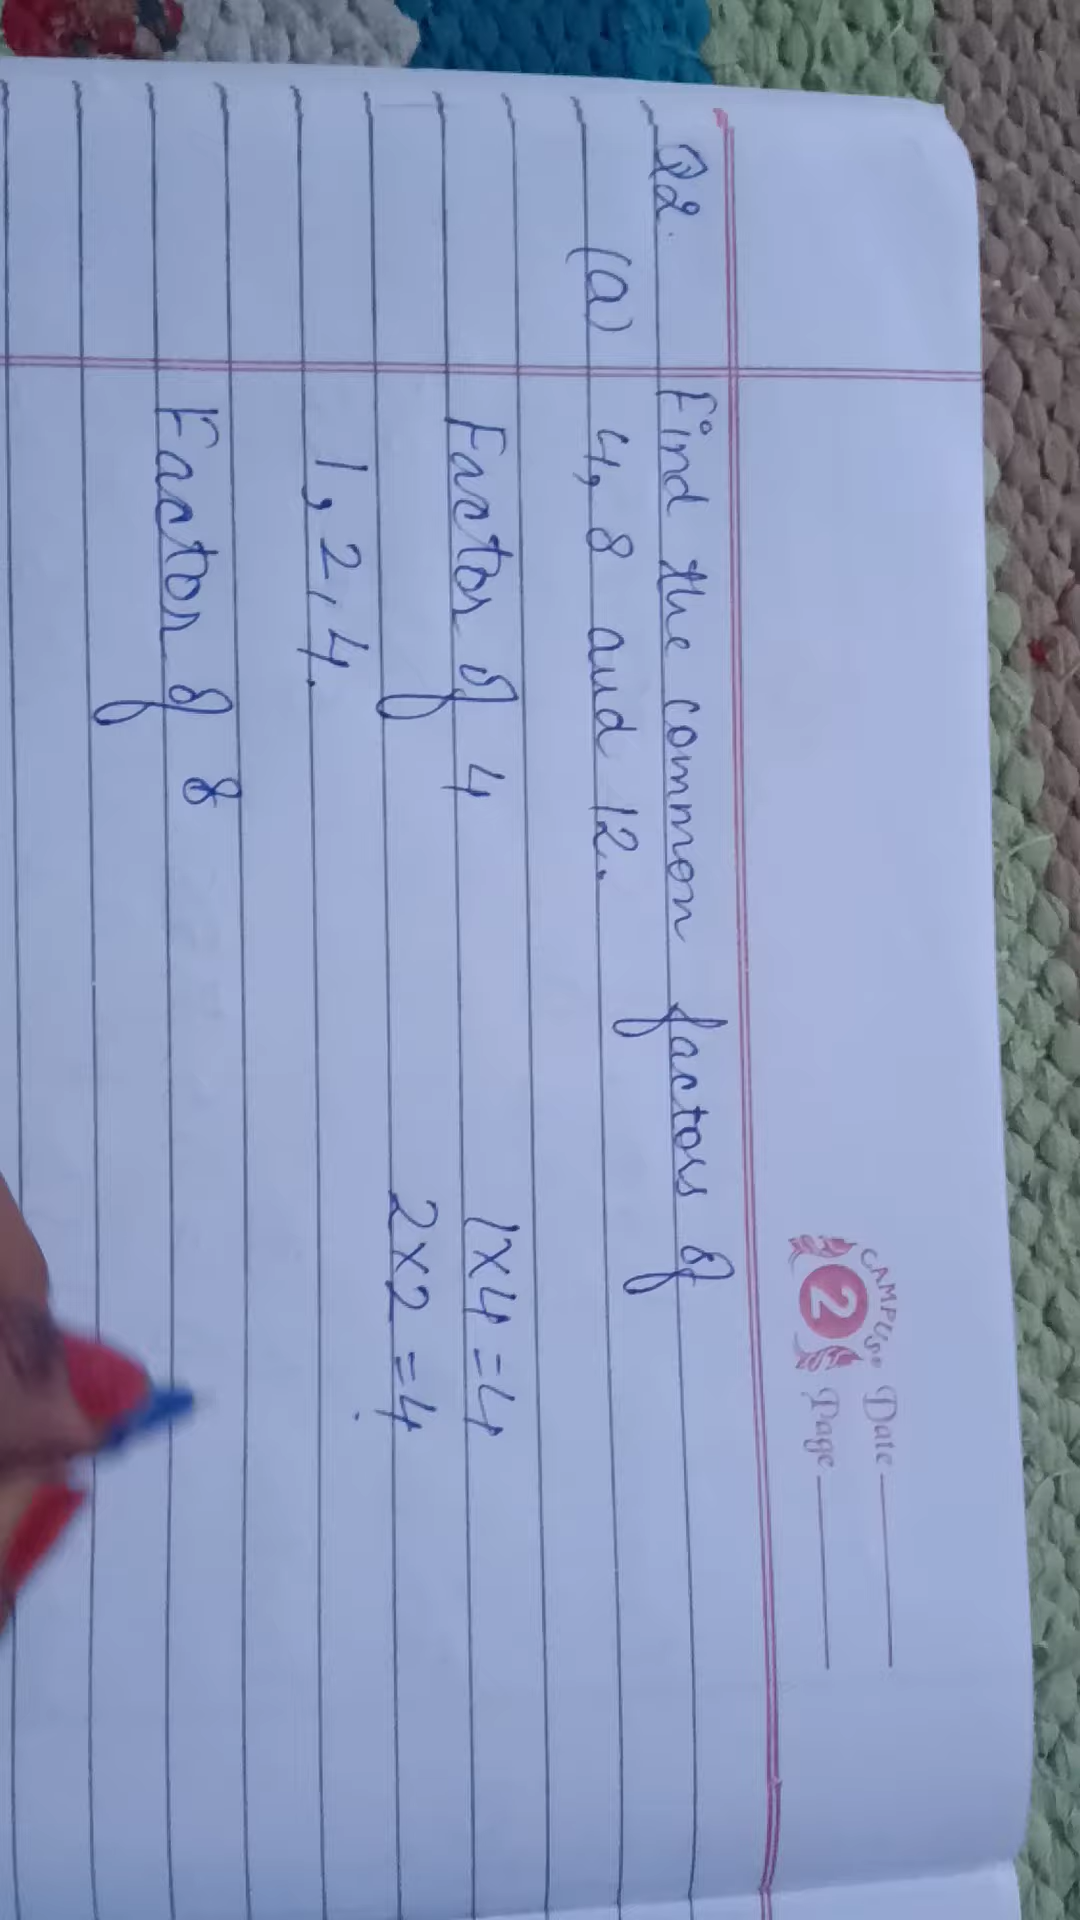 CAMPUS Date
2 Page
Q2. Find the common factors of
(a) 4, 8 and 12.
Factor of 4 1×4=4
2×2=4
1, 2, 4.
Factor of 8